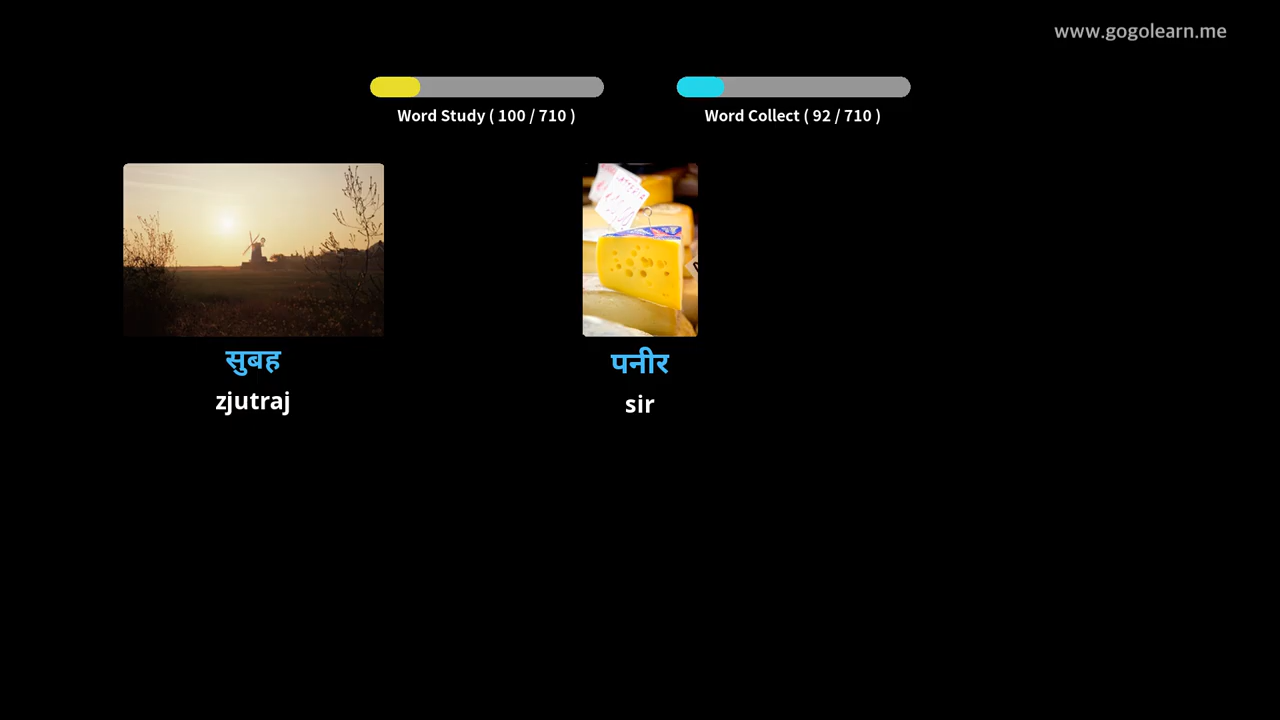 www.gogolearn.me
Word Study ( 100 / 710 )
Word Collect ( 92 / 710 )
सुबह
zjutraj
पनीर
sir